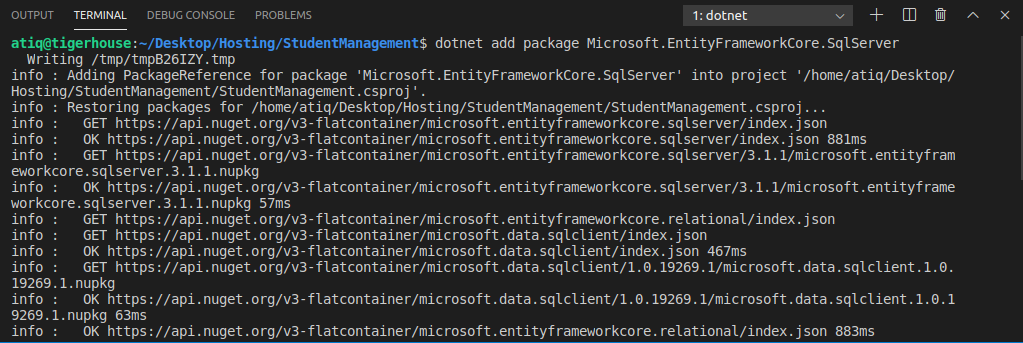 OUTPUT TERMINAL DEBUG CONSOLE PROBLEMS 1: dotnet
atiq@tigerhouse:~/Desktop/Hosting/StudentManagement$ dotnet add package Microsoft.EntityFrameworkCore.SqlServer
  Writing /tmp/tmpB26IZY.tmp
info : Adding PackageReference for package 'Microsoft.EntityFrameworkCore.SqlServer' into project '/home/atiq/Desktop/
Hosting/StudentManagement/StudentManagement.csproj'.
info : Restoring packages for /home/atiq/Desktop/Hosting/StudentManagement/StudentManagement.csproj...
info :   GET https://api.nuget.org/v3-flatcontainer/microsoft.entityframeworkcore.sqlserver/index.json
info :   OK https://api.nuget.org/v3-flatcontainer/microsoft.entityframeworkcore.sqlserver/index.json 881ms
info :   GET https://api.nuget.org/v3-flatcontainer/microsoft.entityframeworkcore.sqlserver/3.1.1/microsoft.entityfram
eworkcore.sqlserver.3.1.1.nupkg
info :   OK https://api.nuget.org/v3-flatcontainer/microsoft.entityframeworkcore.sqlserver/3.1.1/microsoft.entityframe
workcore.sqlserver.3.1.1.nupkg 57ms
info :   GET https://api.nuget.org/v3-flatcontainer/microsoft.entityframeworkcore.relational/index.json
info :   GET https://api.nuget.org/v3-flatcontainer/microsoft.data.sqlclient/index.json
info :   OK https://api.nuget.org/v3-flatcontainer/microsoft.data.sqlclient/index.json 467ms
info :   GET https://api.nuget.org/v3-flatcontainer/microsoft.data.sqlclient/1.0.19269.1/microsoft.data.sqlclient.1.0.
19269.1.nupkg
info :   OK https://api.nuget.org/v3-flatcontainer/microsoft.data.sqlclient/1.0.19269.1/microsoft.data.sqlclient.1.0.1
9269.1.nupkg 63ms
info :   OK https://api.nuget.org/v3-flatcontainer/microsoft.entityframeworkcore.relational/index.json 883ms